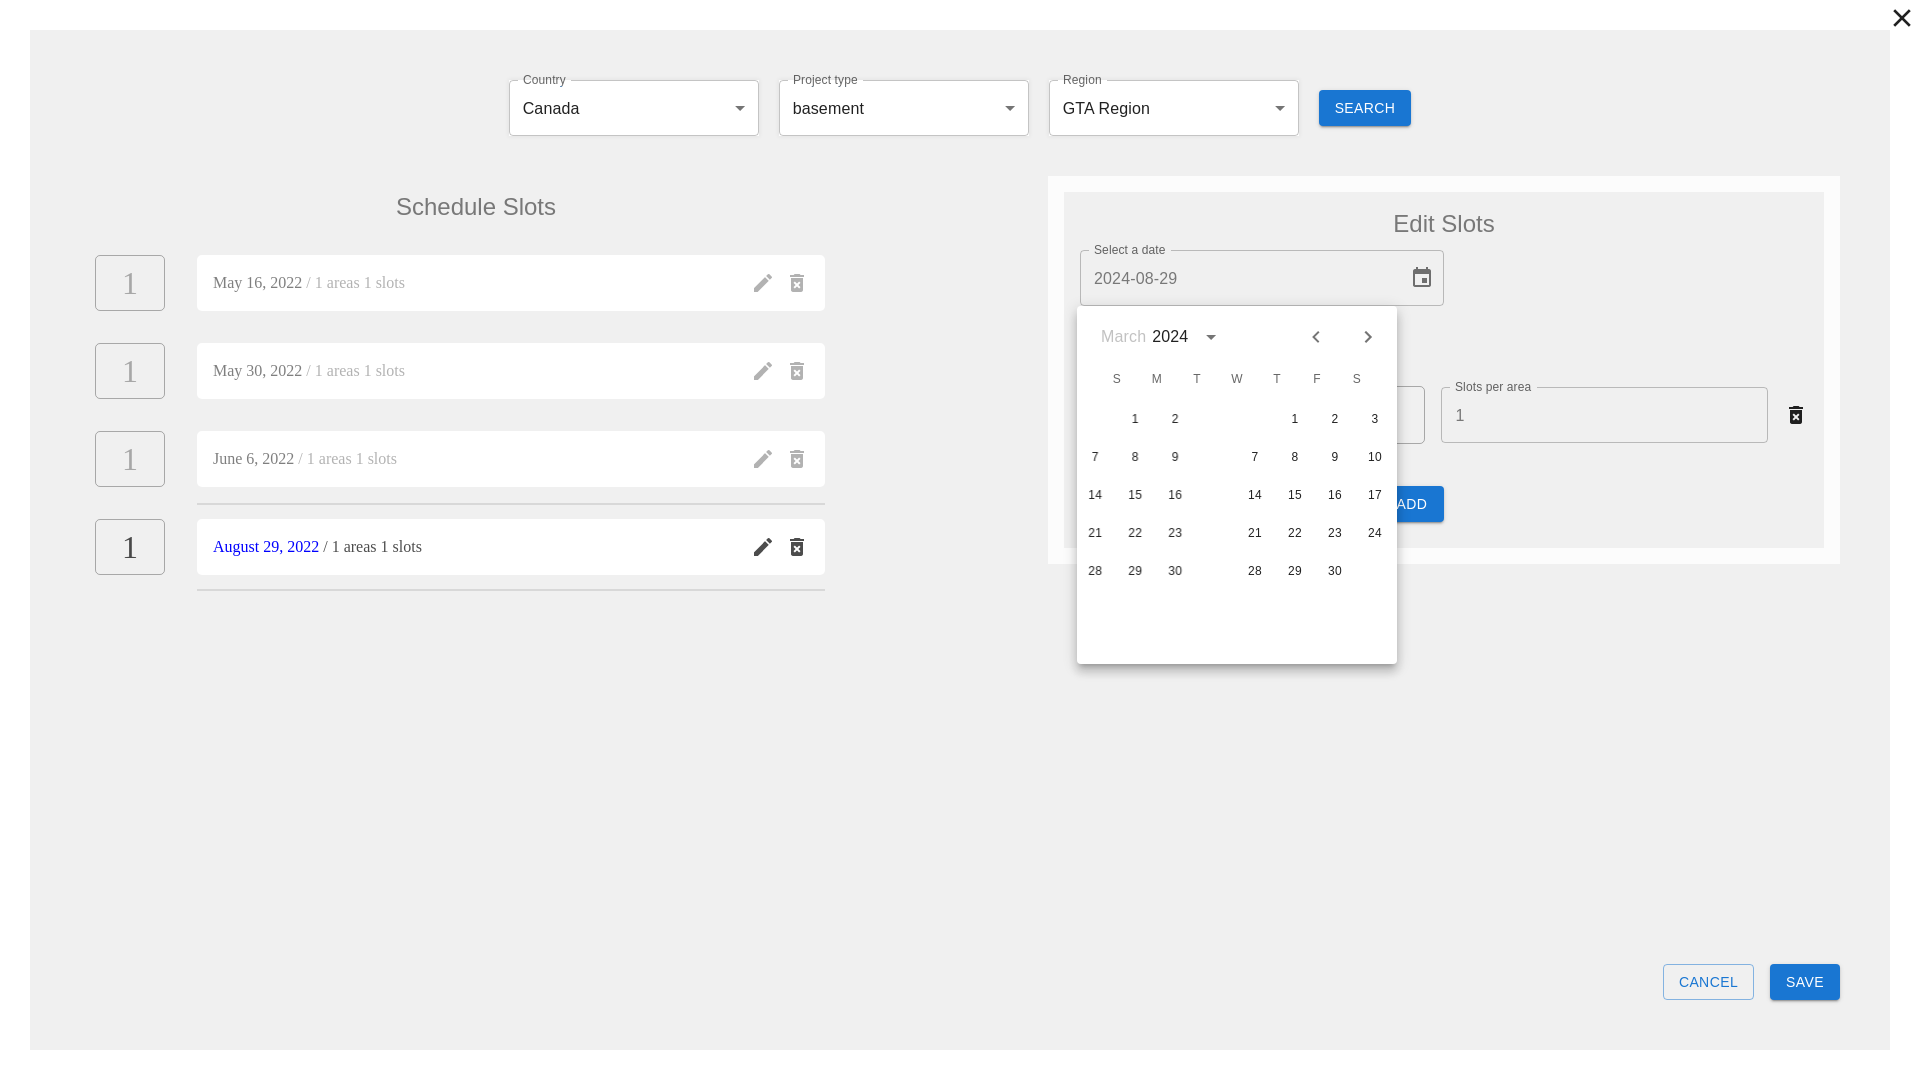 Country
Canada
Project type
basement
Region
GTA Region
SEARCH
Schedule Slots
1
May 16, 2022 / 1 areas 1 slots
1
May 30, 2022 / 1 areas 1 slots
1
June 6, 2022 / 1 areas 1 slots
1
August 29, 2022 / 1 areas 1 slots
Edit Slots
Select a date
2024-08-29
March 2024
S M T W T F S
1 2 1 2 3
7 8 9 7 8 9 10
14 15 16 14 15 16 17
21 22 23 21 22 23 24
28 29 30 28 29 30
Slots per area
1
ADD
CANCEL
SAVE